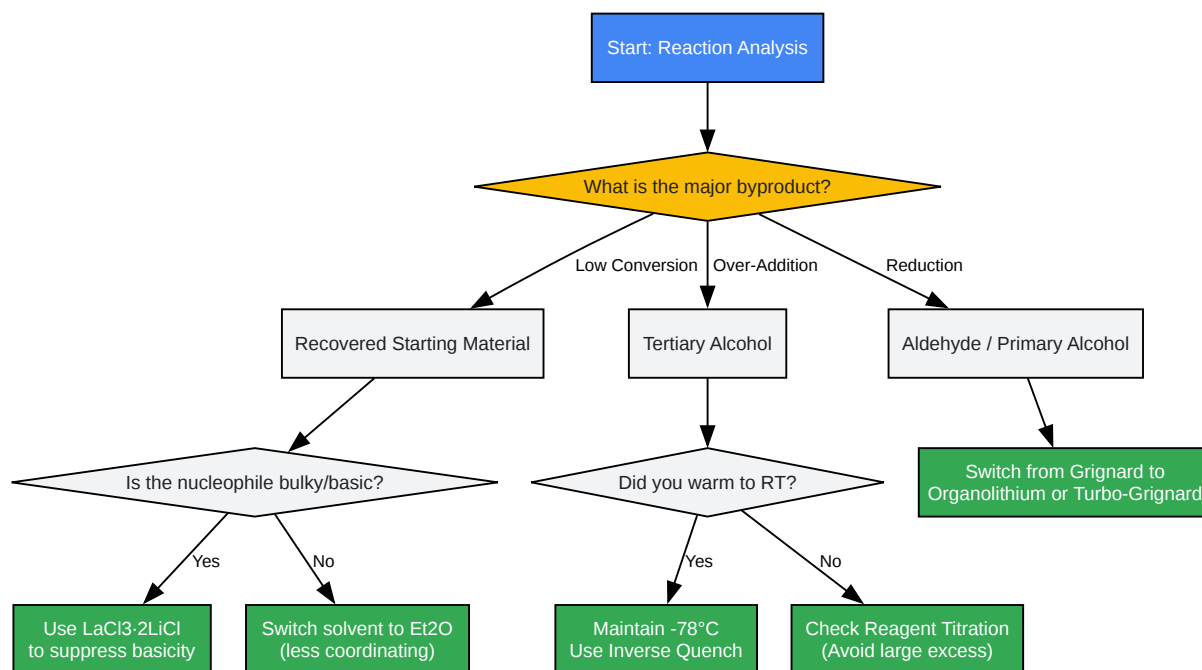 Start: Reaction Analysis
What is the major byproduct?
Low Conversion
Over-Addition
Reduction
Recovered Starting Material
Tertiary Alcohol
Aldehyde / Primary Alcohol
Is the nucleophile bulky/basic?
Did you warm to RT?
Switch from Grignard to
Organolithium or Turbo-Grignard
Yes
No
Yes
No
Use LaCl3·2LiCl
to suppress basicity
Switch solvent to Et2O
(less coordinating)
Maintain -78°C
Use Inverse Quench
Check Reagent Titration
(Avoid large excess)